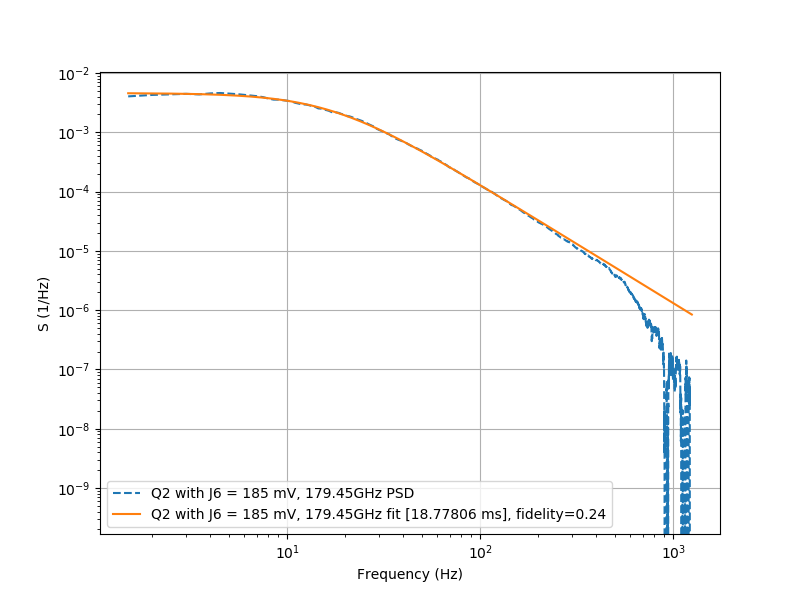 10⁻²
10⁻³
10⁻⁴
10⁻⁵
10⁻⁶
10⁻⁷
10⁻⁸
10⁻⁹
S (1/Hz)
Q2 with J6 = 185 mV, 179.45GHz PSD
Q2 with J6 = 185 mV, 179.45GHz fit [18.77806 ms], fidelity=0.24
10¹ 10² 10³
Frequency (Hz)